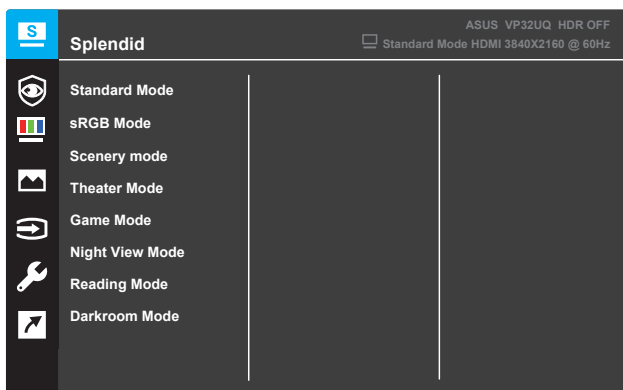 S
ASUS VP32UQ HDR OFF
Splendid
Standard Mode HDMI 3840X2160 @ 60Hz
Standard Mode
sRGB Mode
Scenery mode
Theater Mode
Game Mode
Night View Mode
Reading Mode
Darkroom Mode